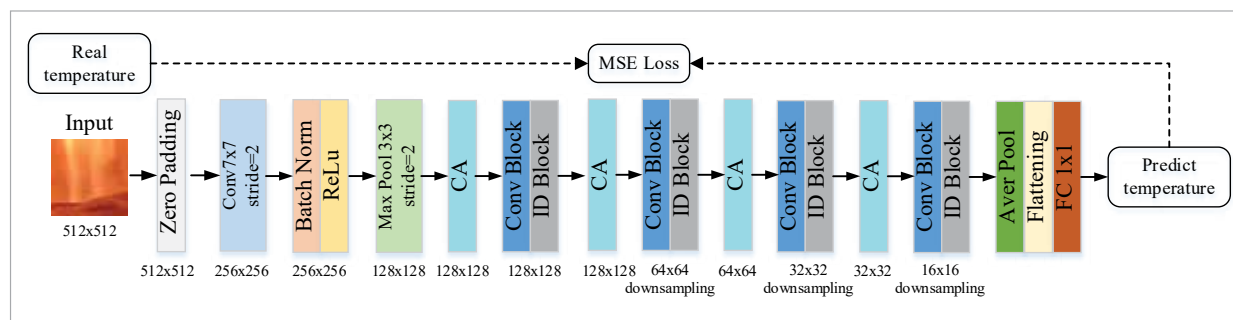 Real
temperature
MSE Loss
Input
512x512
Zero Padding
512x512
Conv7x7
stride=2
256x256
Batch Norm
ReLu
256x256
Max Pool 3x3
stride=2
128x128
CA
128x128
Conv Block
ID Block
128x128
CA
128x128
Conv Block
ID Block
64x64
downsampling
CA
64x64
Conv Block
ID Block
32x32
downsampling
CA
32x32
Conv Block
ID Block
16x16
downsampling
Aver Pool
Flattening
FC 1x1
Predict
temperature